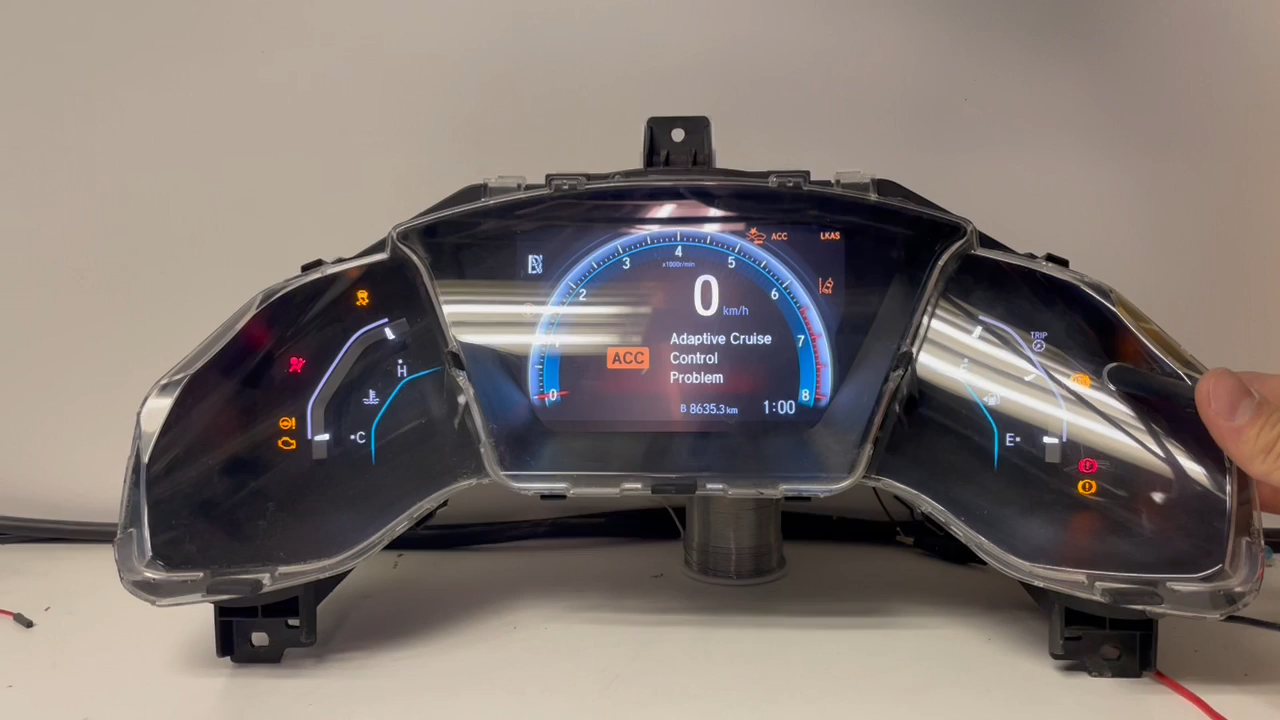 ACC LKAS
4
3 5
x1000r/min
2 6
0
km/h
7
Adaptive Cruise
ACC Control
Problem
0 8
B 8635.3 km 1:00
H
•C
TRIP
E•